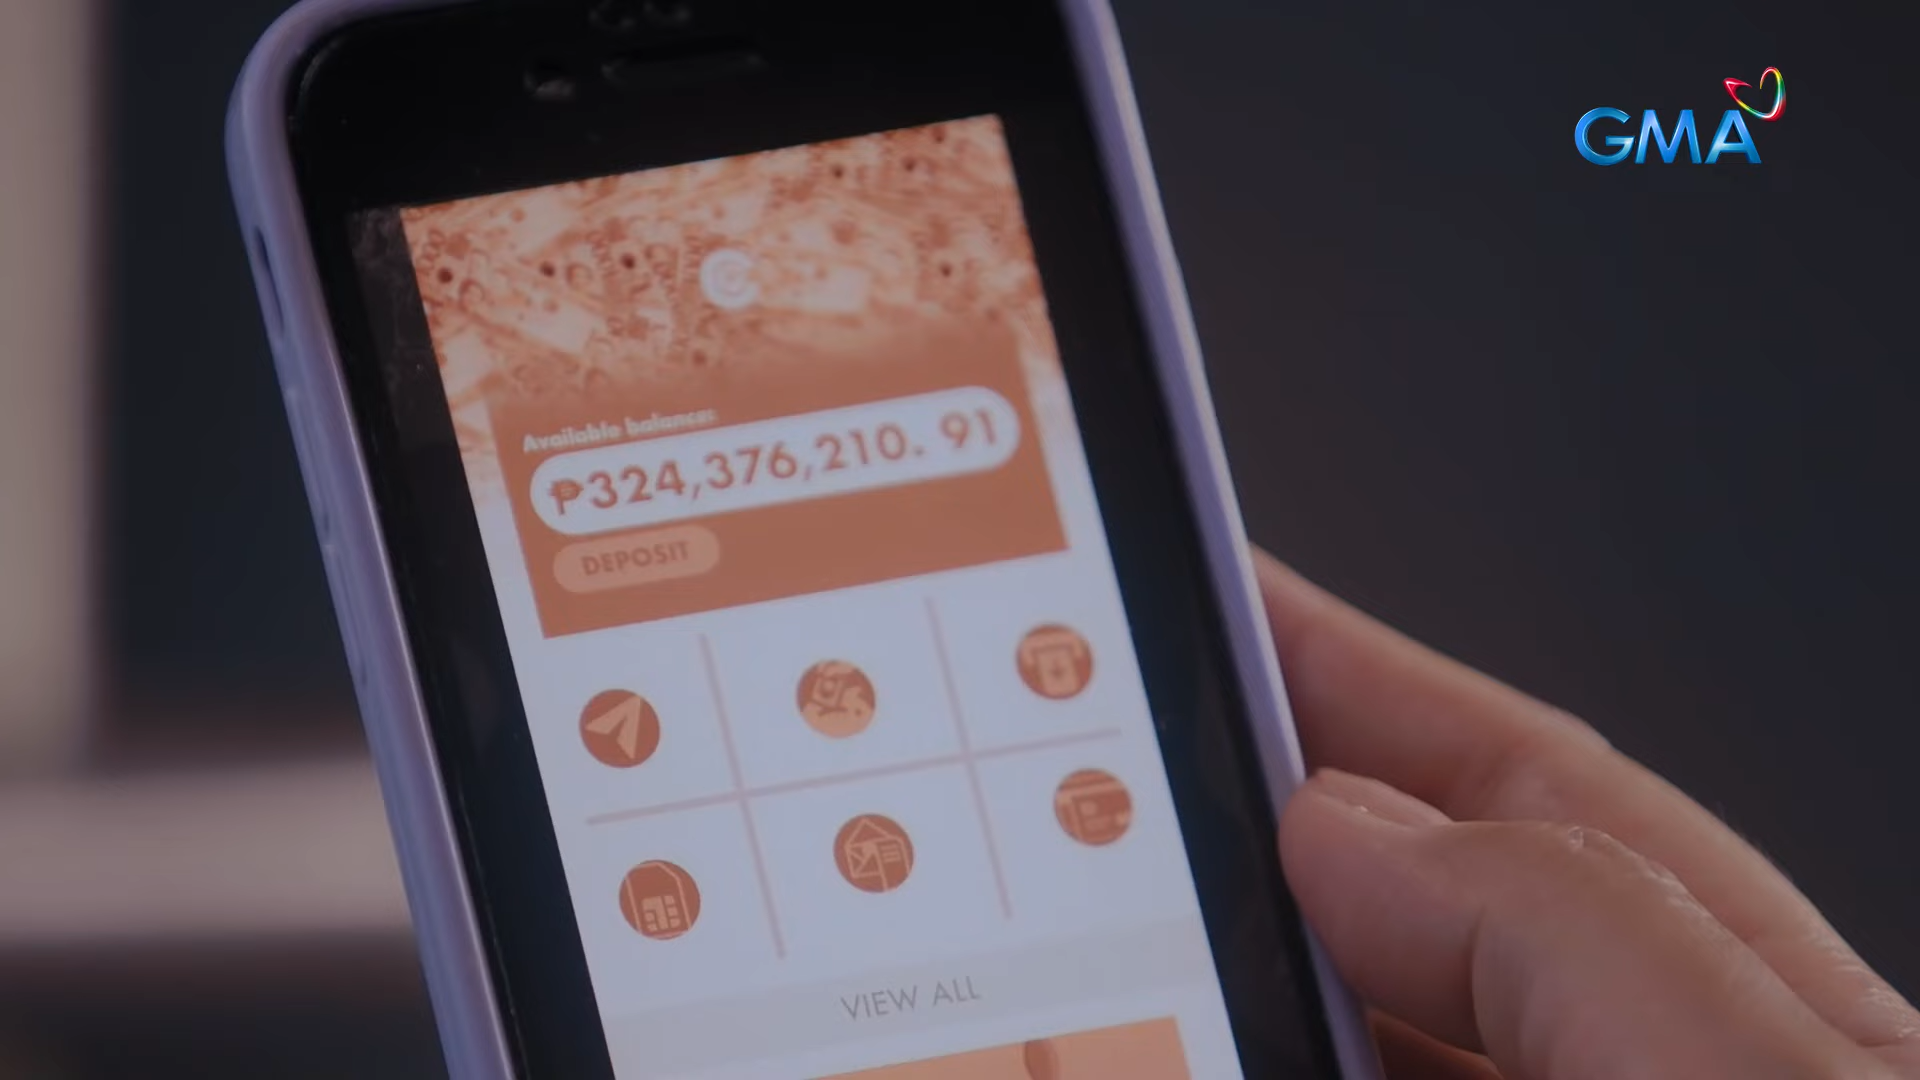 GMA
Available balance:
₱324,376,210. 91
DEPOSIT
VIEW ALL